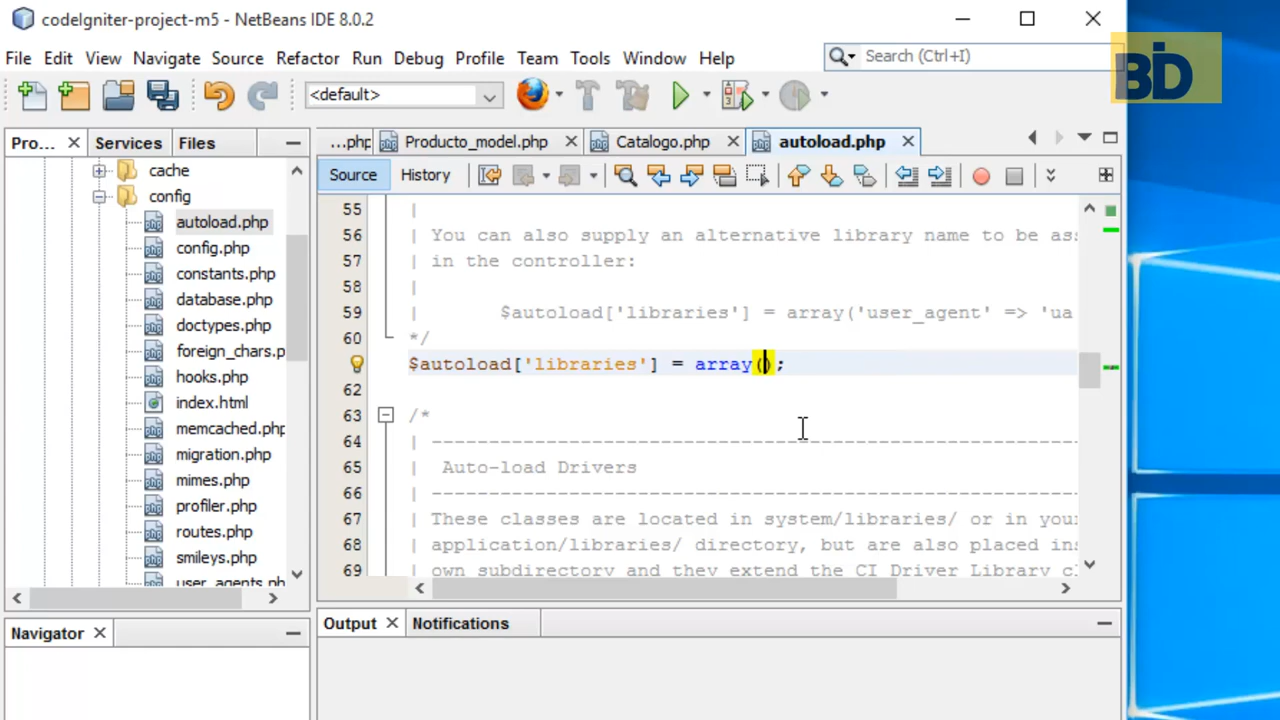 codeIgniter-project-m5 - NetBeans IDE 8.0.2
File Edit View Navigate Source Refactor Run Debug Profile Team Tools Window Help
Search (Ctrl+I)
BID
<default>
Pro... Services Files
...php Producto_model.php Catalogo.php autoload.php
Source History
cache
config
autoload.php
config.php
constants.php
database.php
doctypes.php
foreign_chars.p
hooks.php
index.html
memcached.php
migration.php
mimes.php
profiler.php
routes.php
smileys.php
user_agents.ph
55 |
56 | You can also supply an alternative library name to be ass
57 | in the controller:
58 |
59 | $autoload['libraries'] = array('user_agent' => 'ua
60 */
$autoload['libraries'] = array();
62
63 /*
64 | -------------------------------------------------------
65 | Auto-load Drivers
66 | -------------------------------------------------------
67 | These classes are located in system/libraries/ or in your
68 | application/libraries/ directory, but are also placed ins
69 | own subdirectory and they extend the CI Driver Library cl
Navigator
Output Notifications